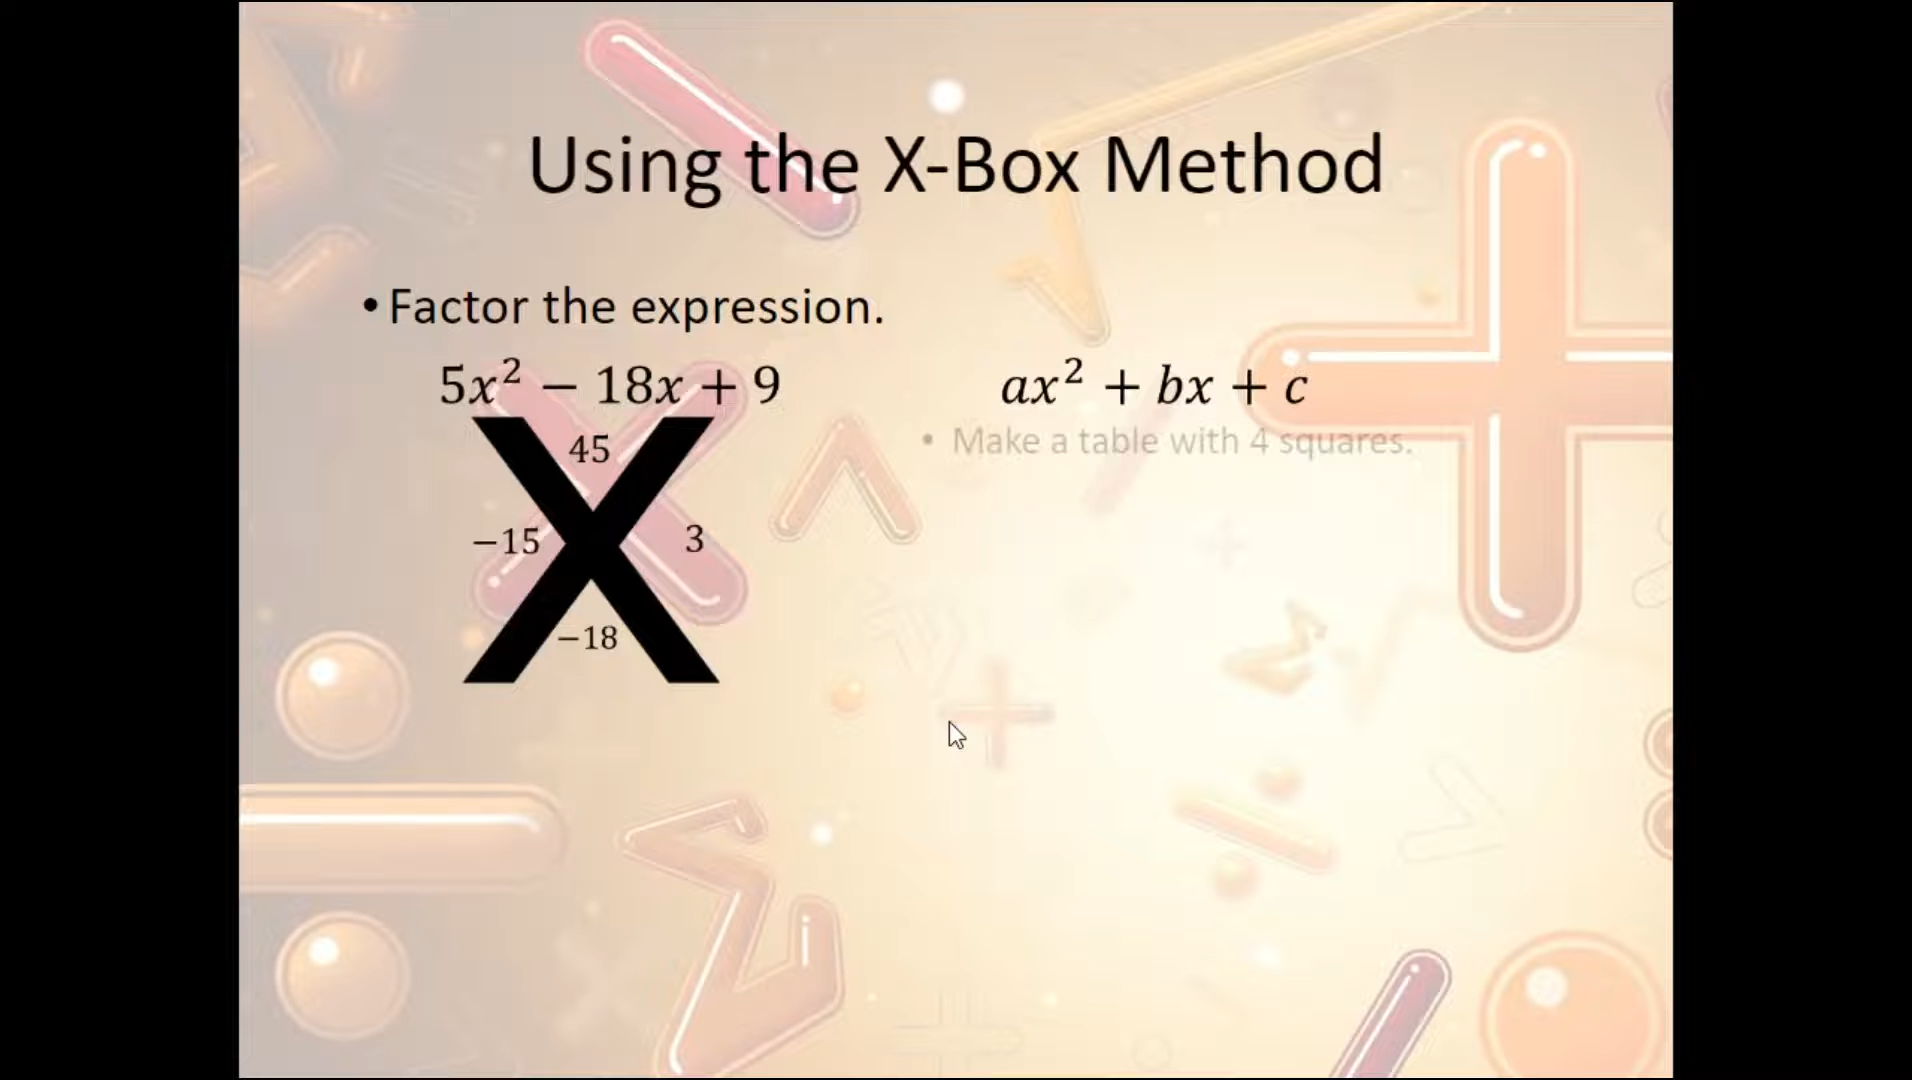 Using the X-Box Method
• Factor the expression.
5x² − 18x + 9
ax² + bx + c
45
• Make a table with 4 squares.
−15 3
−18